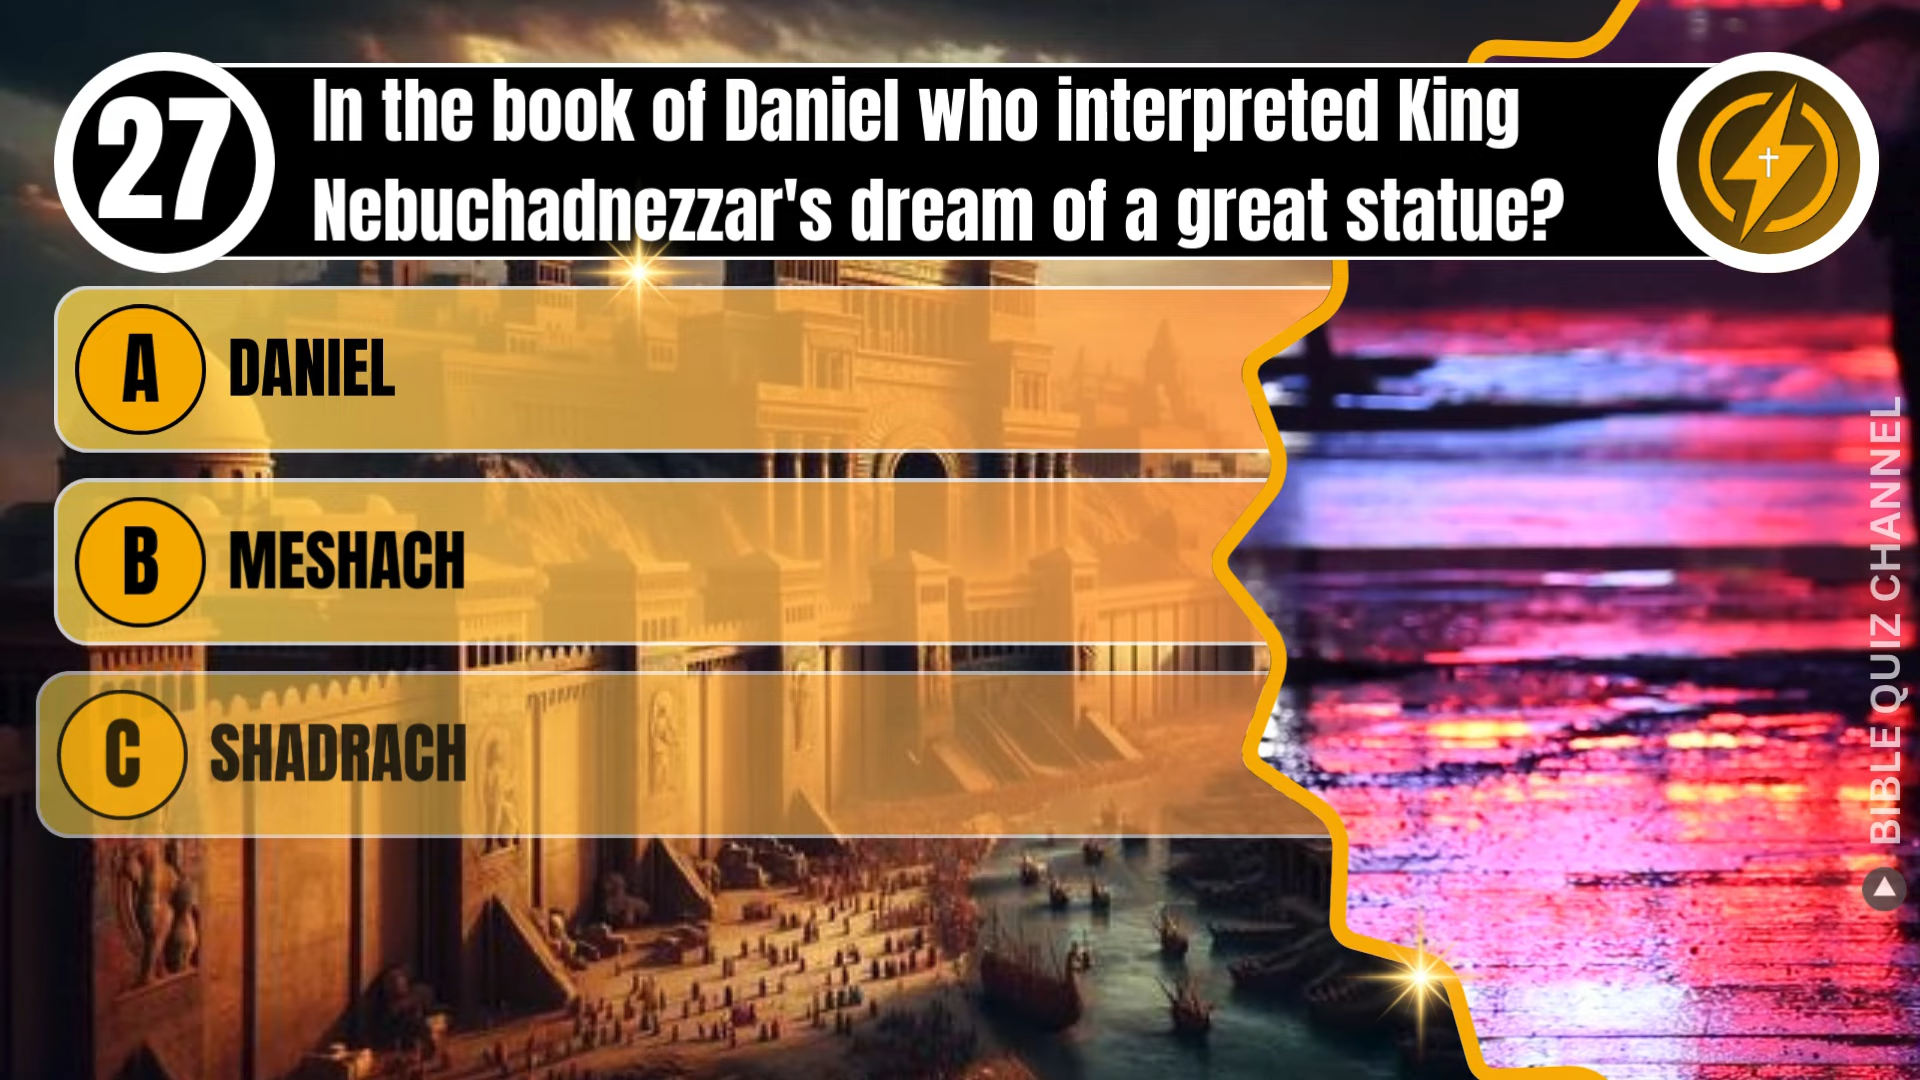 27
In the book of Daniel who interpreted King
Nebuchadnezzar's dream of a great statue?
A DANIEL
B MESHACH
C SHADRACH
BIBLE QUIZ CHANNEL